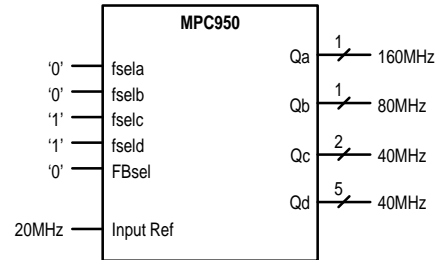 MPC950
‘0’ fsela
‘0’ fselb
‘1’ fselc
‘1’ fseld
‘0’ FBsel
20MHz Input Ref
Qa 1 160MHz
Qb 1 80MHz
Qc 2 40MHz
Qd 5 40MHz